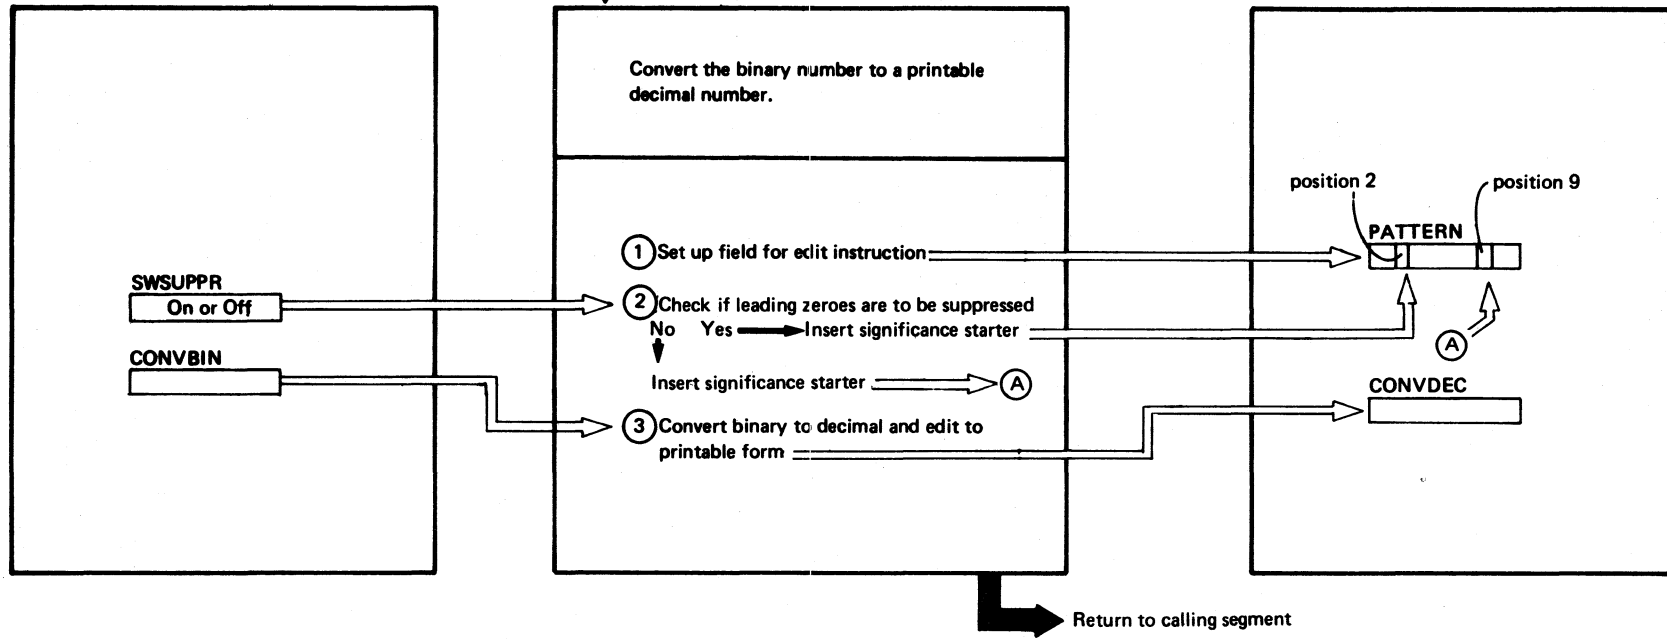 Convert the binary number to a printable
decimal number.
position 2
position 9
PATTERN
1 Set up field for edit instruction
SWSUPPR
On or Off
2 Check if leading zeroes are to be suppressed
No Yes Insert significance starter
A
CONVBIN
Insert significance starter A
CONVDEC
3 Convert binary to decimal and edit to
printable form
Return to calling segment